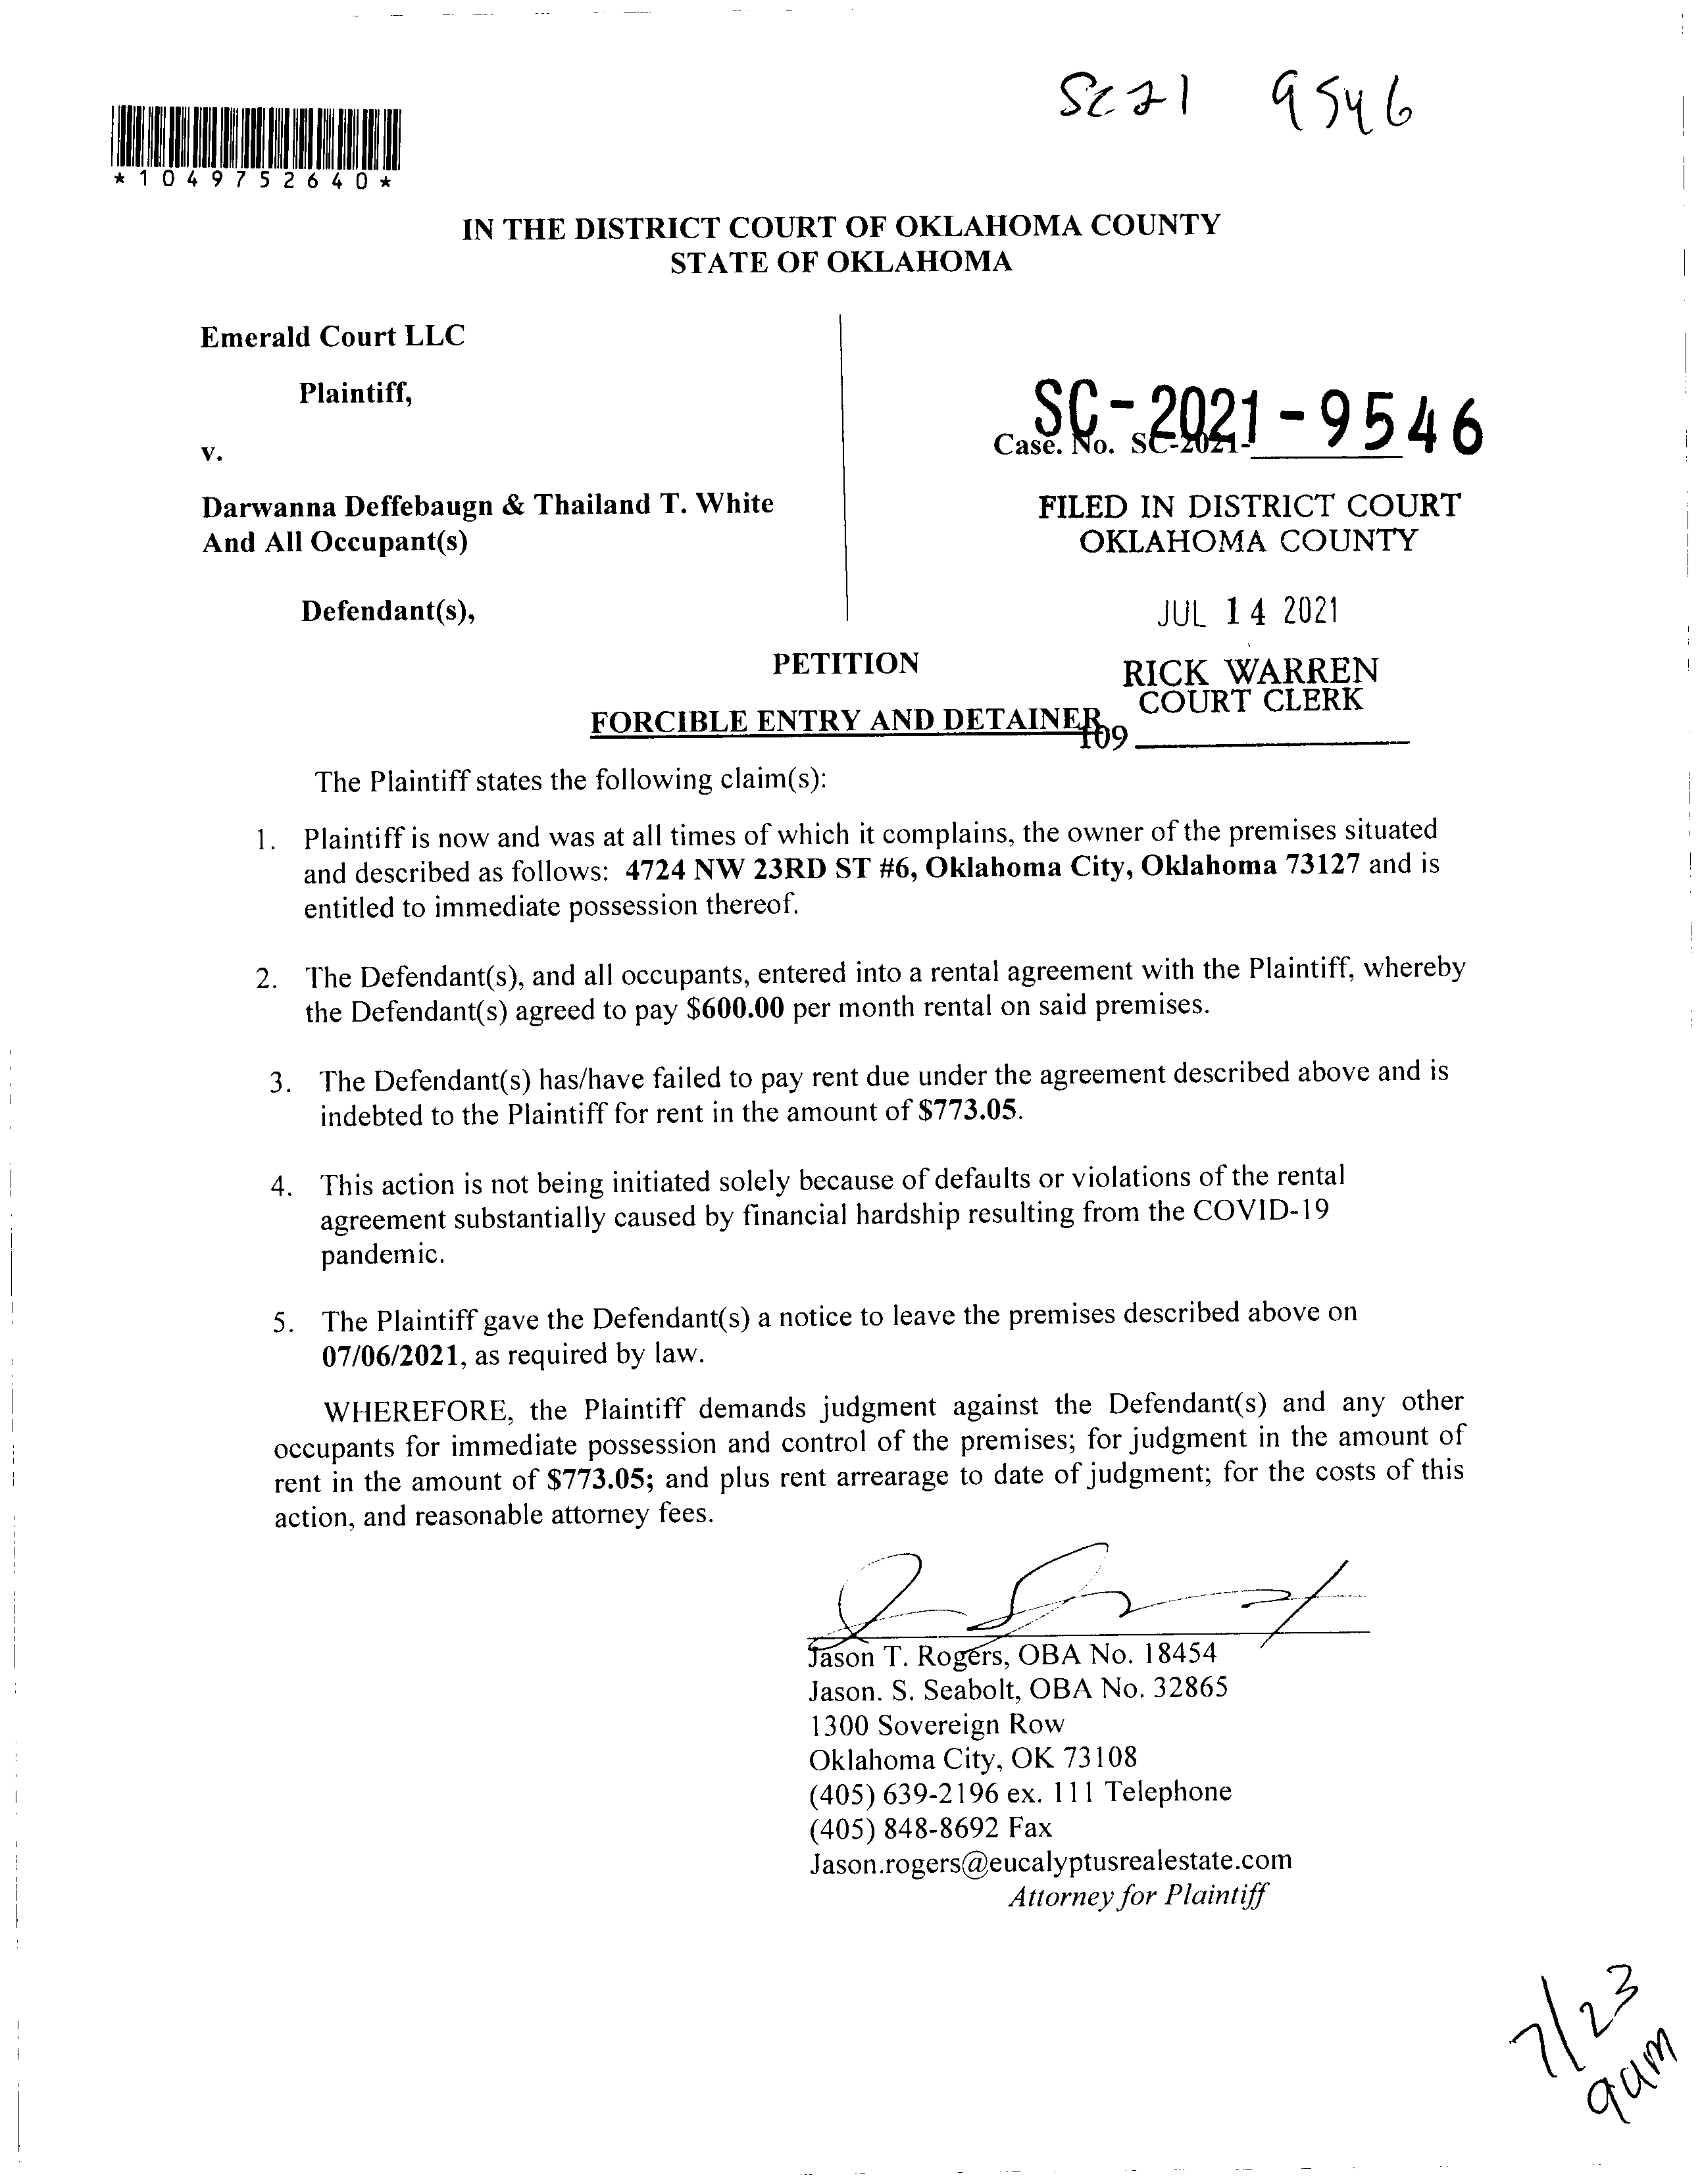 SC21 9546
*1049752640*
IN THE DISTRICT COURT OF OKLAHOMA COUNTY
STATE OF OKLAHOMA
Emerald Court LLC
Plaintiff,
v.
Darwanna Deffebaugn & Thailand T. White
And All Occupant(s)
Defendant(s),
SC-2021-9546
Case. No. SC-2021-
FILED IN DISTRICT COURT
OKLAHOMA COUNTY
JUL 14 2021
RICK WARREN
COURT CLERK
109
PETITION
FORCIBLE ENTRY AND DETAINER
The Plaintiff states the following claim(s):
1. Plaintiff is now and was at all times of which it complains, the owner of the premises situated
and described as follows: 4724 NW 23RD ST #6, Oklahoma City, Oklahoma 73127 and is
entitled to immediate possession thereof.
2. The Defendant(s), and all occupants, entered into a rental agreement with the Plaintiff, whereby
the Defendant(s) agreed to pay $600.00 per month rental on said premises.
3. The Defendant(s) has/have failed to pay rent due under the agreement described above and is
indebted to the Plaintiff for rent in the amount of $773.05.
4. This action is not being initiated solely because of defaults or violations of the rental
agreement substantially caused by financial hardship resulting from the COVID-19
pandemic.
5. The Plaintiff gave the Defendant(s) a notice to leave the premises described above on
07/06/2021, as required by law.
WHEREFORE, the Plaintiff demands judgment against the Defendant(s) and any other
occupants for immediate possession and control of the premises; for judgment in the amount of
rent in the amount of $773.05; and plus rent arrearage to date of judgment; for the costs of this
action, and reasonable attorney fees.
Jason T. Rogers, OBA No. 18454
Jason. S. Seabolt, OBA No. 32865
1300 Sovereign Row
Oklahoma City, OK 73108
(405) 639-2196 ex. 111 Telephone
(405) 848-8692 Fax
Jason.rogers@eucalyptusrealestate.com
Attorney for Plaintiff
7/23
9am